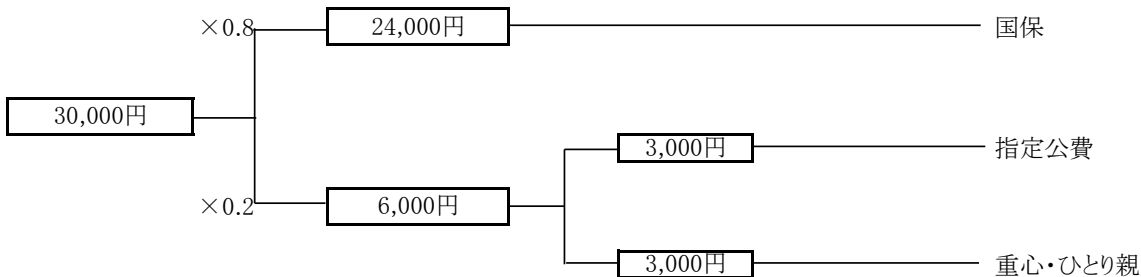 ×0.8
24,000円
国保
30,000円
3,000円
指定公費
×0.2
6,000円
3,000円
重心・ひとり親